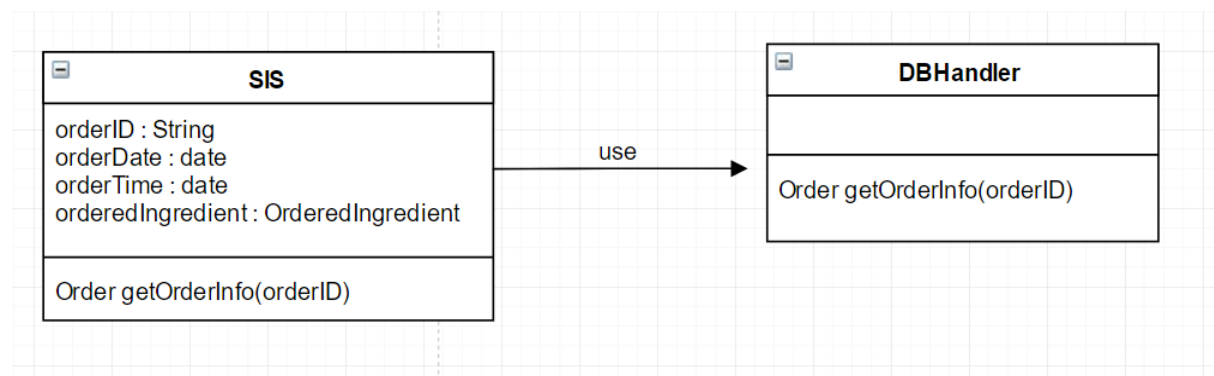 SIS
orderID : String
orderDate : date
orderTime : date
orderedIngredient : OrderedIngredient
Order getOrderInfo(orderID)
use
DBHandler
Order getOrderInfo(orderID)